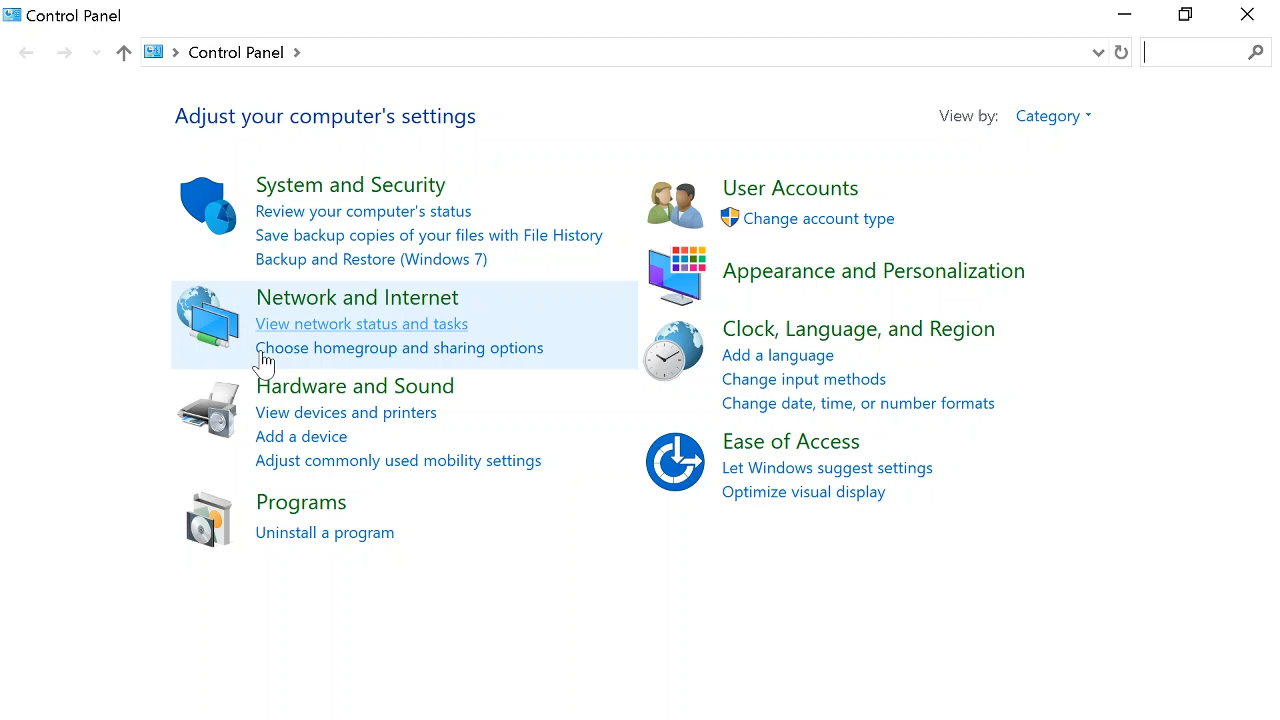 Control Panel
Control Panel
Adjust your computer's settings
View by: Category
System and Security
Review your computer's status
Save backup copies of your files with File History
Backup and Restore (Windows 7)
Network and Internet
View network status and tasks
Choose homegroup and sharing options
Hardware and Sound
View devices and printers
Add a device
Adjust commonly used mobility settings
Programs
Uninstall a program
User Accounts
Change account type
Appearance and Personalization
Clock, Language, and Region
Add a language
Change input methods
Change date, time, or number formats
Ease of Access
Let Windows suggest settings
Optimize visual display